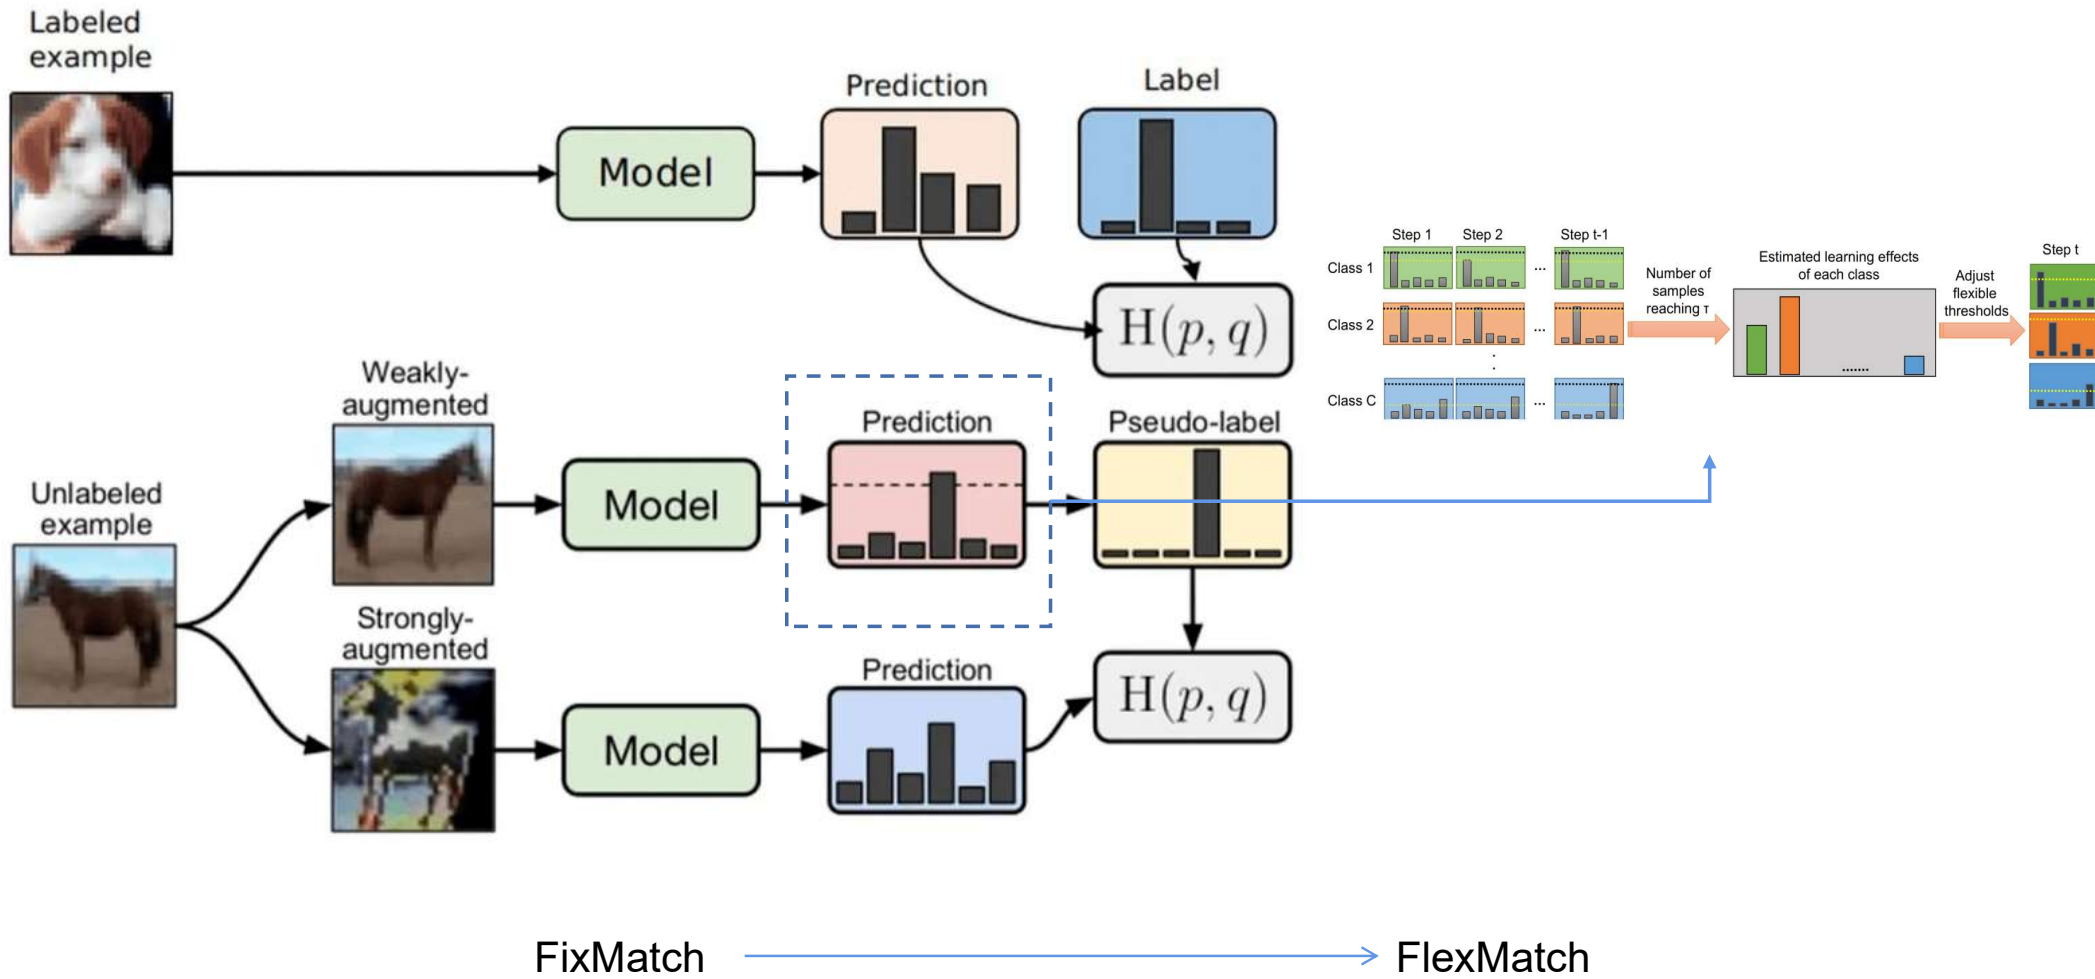 Labeled
example
Prediction
Label
Model
H(p, q)
Weakly-
augmented
Prediction
Pseudo-label
Model
Unlabeled
example
Strongly-
augmented
Prediction
Model
H(p, q)
Step 1
Step 2
Step t-1
Class 1
...
Class 2
...
Class C
...
Number of
samples
reaching τ
Estimated learning effects
of each class
.......
Adjust
flexible
thresholds
Step t
FixMatch
FlexMatch